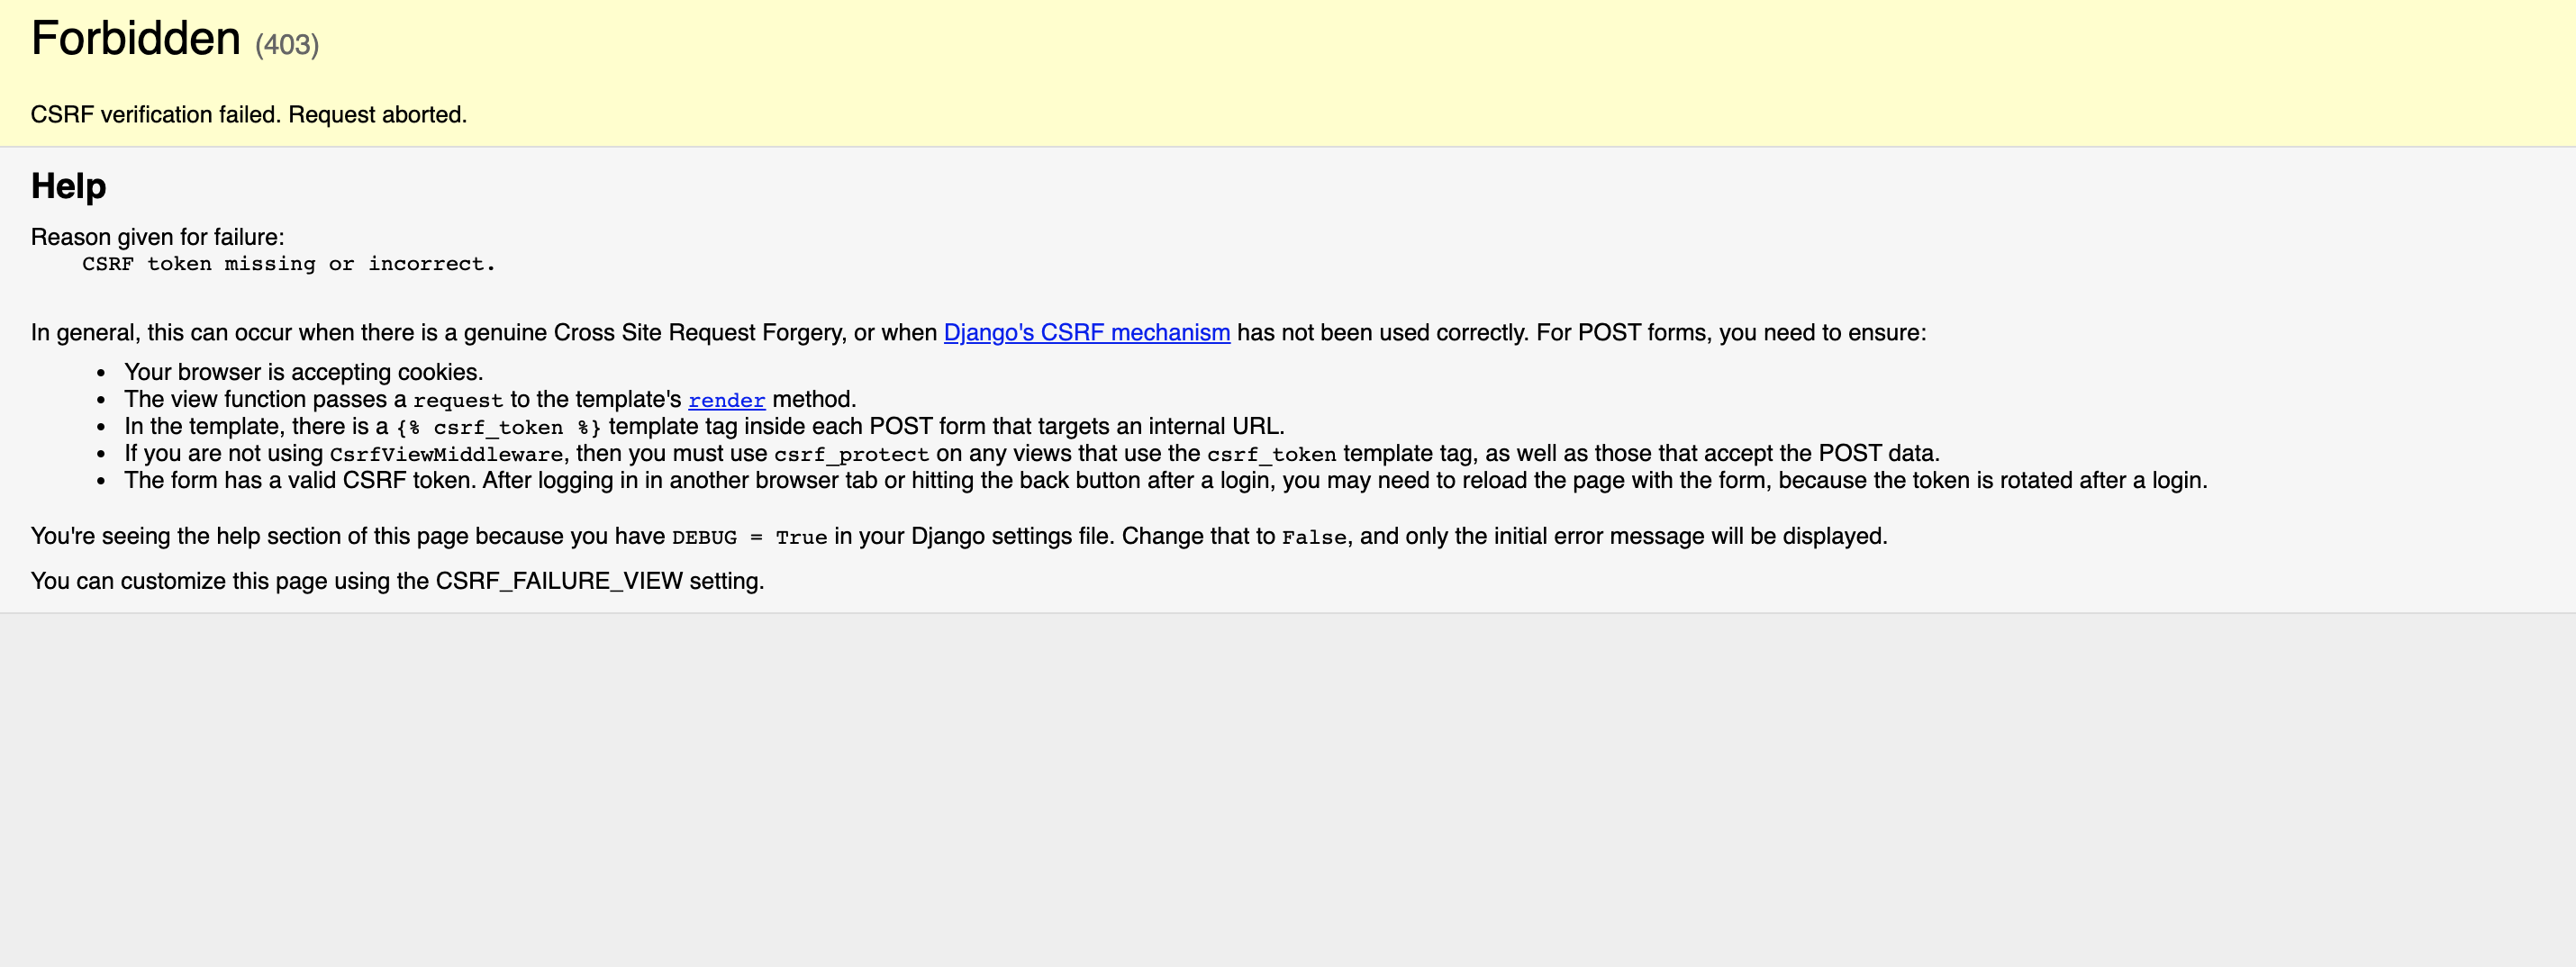 Forbidden (403)
CSRF verification failed. Request aborted.
Help
Reason given for failure:
CSRF token missing or incorrect.
In general, this can occur when there is a genuine Cross Site Request Forgery, or when Django's CSRF mechanism has not been used correctly. For POST forms, you need to ensure:
• Your browser is accepting cookies.
• The view function passes a request to the template's render method.
• In the template, there is a {% csrf_token %} template tag inside each POST form that targets an internal URL.
• If you are not using CsrfViewMiddleware, then you must use csrf_protect on any views that use the csrf_token template tag, as well as those that accept the POST data.
• The form has a valid CSRF token. After logging in in another browser tab or hitting the back button after a login, you may need to reload the page with the form, because the token is rotated after a login.
You're seeing the help section of this page because you have DEBUG = True in your Django settings file. Change that to False, and only the initial error message will be displayed.
You can customize this page using the CSRF_FAILURE_VIEW setting.